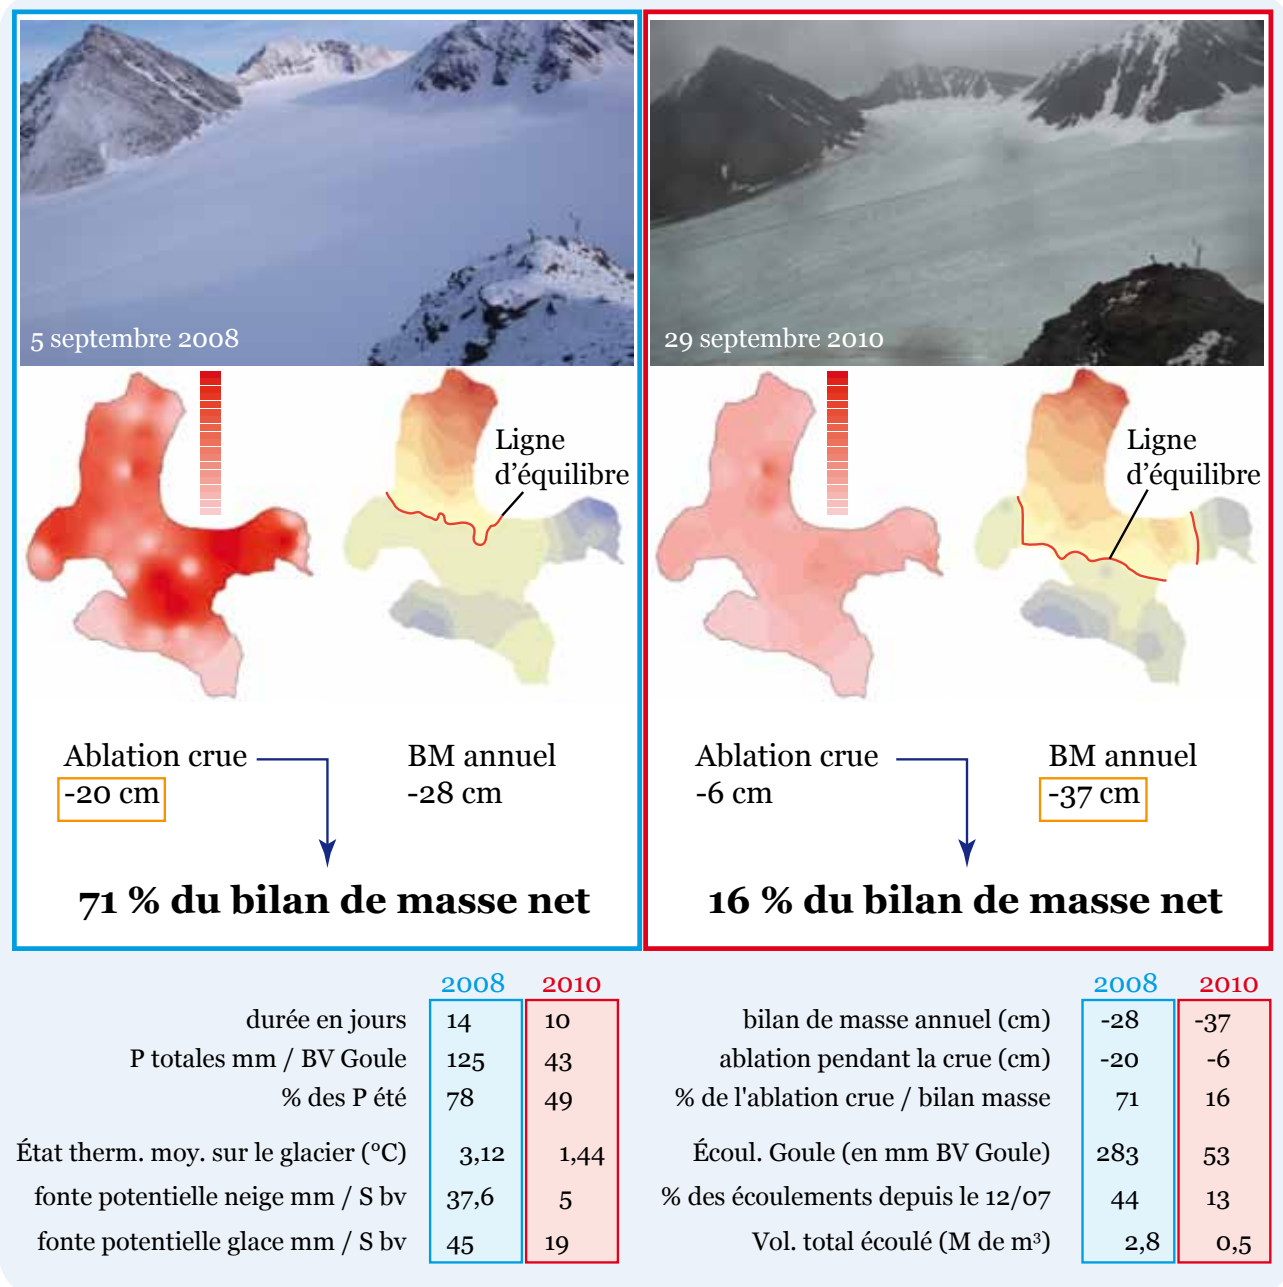 5 septembre 2008
29 septembre 2010
Ligne
d'équilibre
Ligne
d'équilibre
Ablation crue
-20 cm
BM annuel
-28 cm
71 % du bilan de masse net
Ablation crue
-6 cm
BM annuel
-37 cm
16 % du bilan de masse net
2008 2010
durée en jours 14 10
P totales mm / BV Goule 125 43
% des P été 78 49
État therm. moy. sur le glacier (°C) 3,12 1,44
fonte potentielle neige mm / S bv 37,6 5
fonte potentielle glace mm / S bv 45 19
2008 2010
bilan de masse annuel (cm) -28 -37
ablation pendant la crue (cm) -20 -6
% de l'ablation crue / bilan masse 71 16
Écoul. Goule (en mm BV Goule) 283 53
% des écoulements depuis le 12/07 44 13
Vol. total écoulé (M de m³) 2,8 0,5